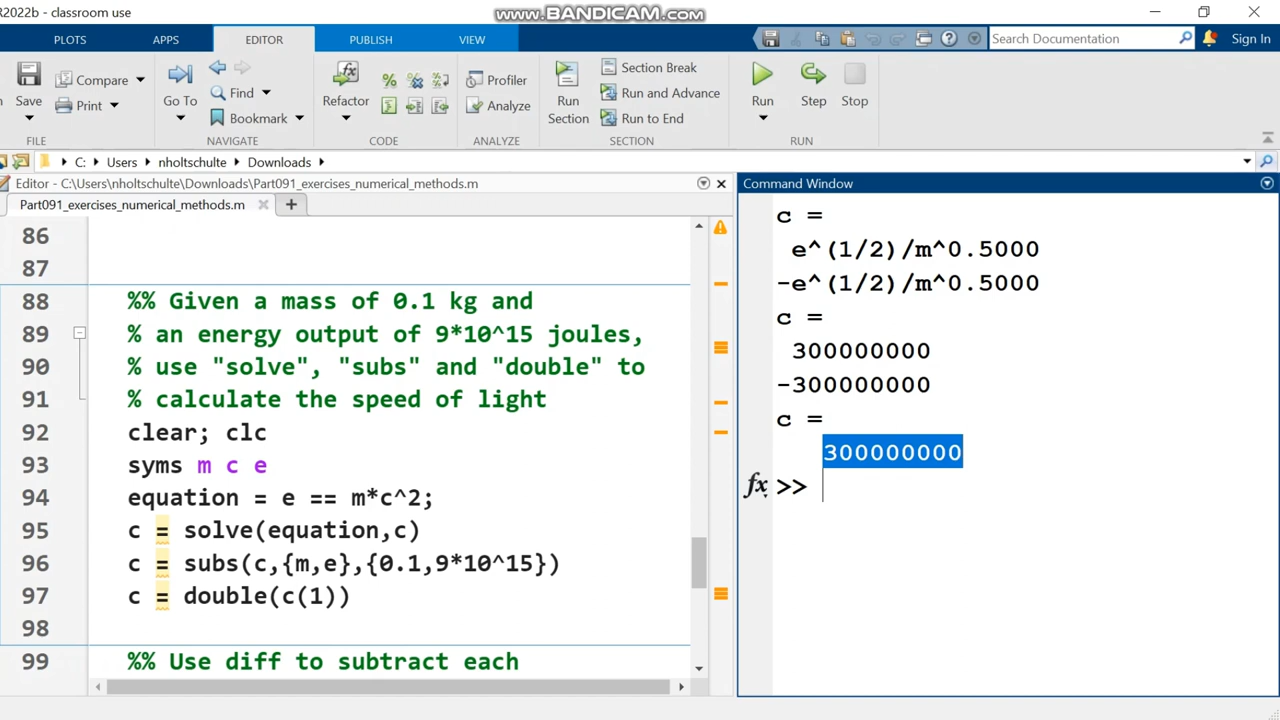 R2022b - classroom use
www.BANDICAM.com
PLOTS APPS EDITOR PUBLISH VIEW
Search Documentation
Sign In
Save
Compare
Print
FILE
Go To
Find
Bookmark
NAVIGATE
Refactor
CODE
Profiler
Analyze
ANALYZE
Run Section
Section Break
Run and Advance
Run to End
SECTION
Run
Step
Stop
RUN
C: Users nholtschulte Downloads
Editor - C:\Users\nholtschulte\Downloads\Part091_exercises_numerical_methods.m
Part091_exercises_numerical_methods.m
86
87
88 %% Given a mass of 0.1 kg and
89 % an energy output of 9*10^15 joules,
90 % use "solve", "subs" and "double" to
91 % calculate the speed of light
92 clear; clc
93 syms m c e
94 equation = e == m*c^2;
95 c = solve(equation,c)
96 c = subs(c,{m,e},{0.1,9*10^15})
97 c = double(c(1))
98
99 %% Use diff to subtract each
Command Window
c =
e^(1/2)/m^0.5000
-e^(1/2)/m^0.5000
c =
300000000
-300000000
c =
300000000
fx >>